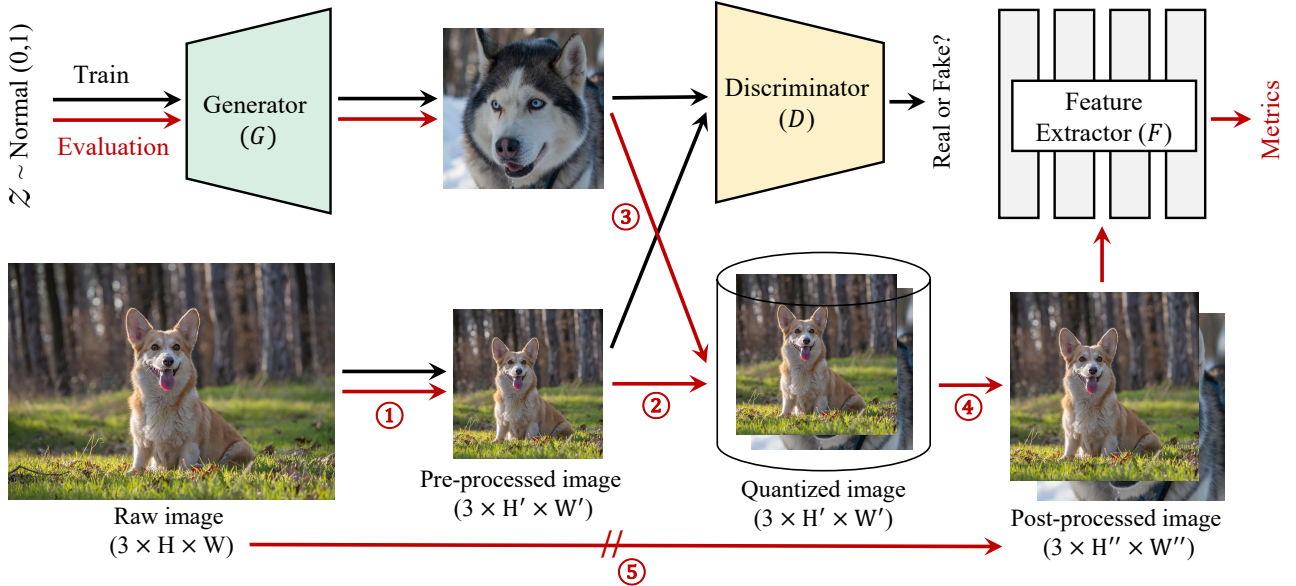 𝒵 ~ Normal (0,1)
Train
Evaluation
Generator
(G)
Discriminator
(D)
Real or Fake?
Feature
Extractor (F)
Metrics
③
①
②
④
Raw image
(3 × H × W)
Pre-processed image
(3 × H′ × W′)
Quantized image
(3 × H′ × W′)
Post-processed image
(3 × H′′ × W′′)
⑤